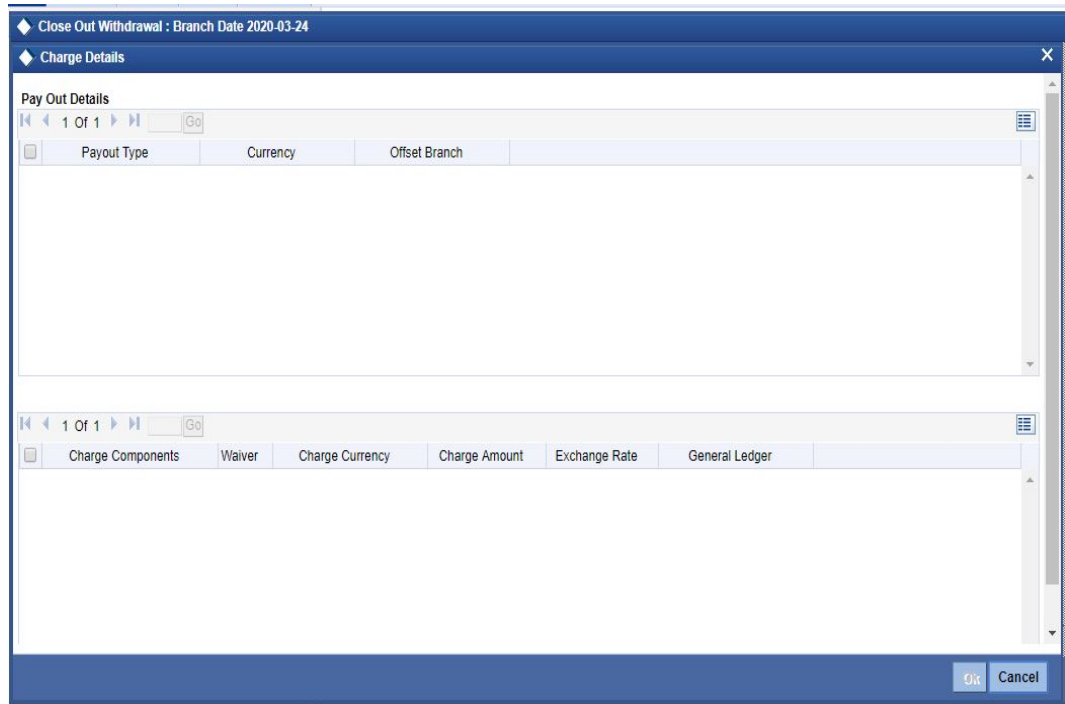 Close Out Withdrawal : Branch Date 2020-03-24
Charge Details
Pay Out Details
1 Of 1 Go
Payout Type Currency Offset Branch
1 Of 1 Go
Charge Components Waiver Charge Currency Charge Amount Exchange Rate General Ledger
Ok Cancel